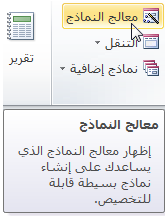 معالج النماذج
التنقل
نماذج إضافية
تقرير
معالج النماذج
إظهار معالج النماذج الذي
يساعدك على إنشاء
نماذج بسيطة قابلة
للتخصيص.